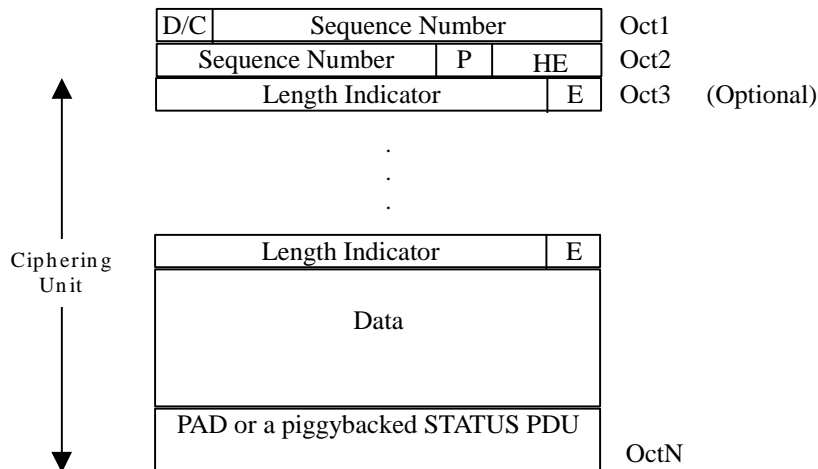 D/C Sequence Number Oct1
Sequence Number P HE Oct2
Length Indicator E Oct3 (Optional)
.
.
.
Length Indicator E
Ciphering
Unit
Data
PAD or a piggybacked STATUS PDU
OctN